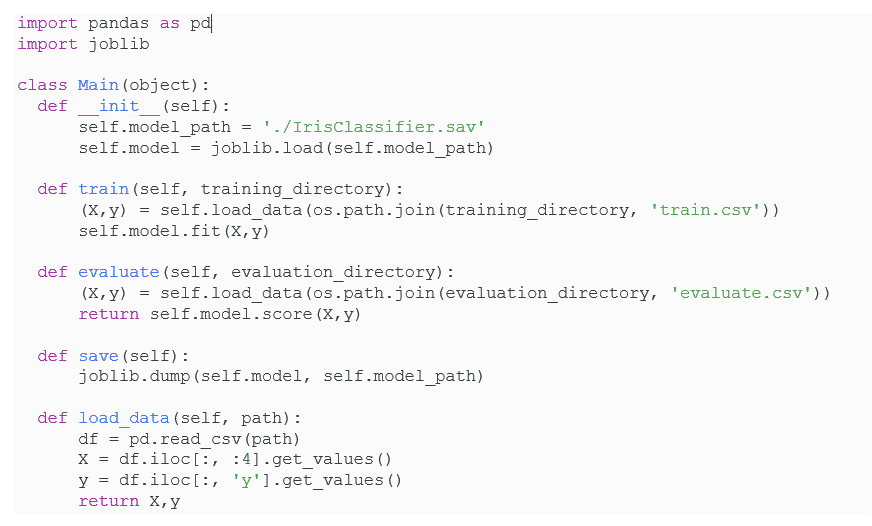 import pandas as pd
import joblib
class Main(object):
def __init__(self):
self.model_path = './IrisClassifier.sav'
self.model = joblib.load(self.model_path)
def train(self, training_directory):
(X,y) = self.load_data(os.path.join(training_directory, 'train.csv'))
self.model.fit(X,y)
def evaluate(self, evaluation_directory):
(X,y) = self.load_data(os.path.join(evaluation_directory, 'evaluate.csv'))
return self.model.score(X,y)
def save(self):
joblib.dump(self.model, self.model_path)
def load_data(self, path):
df = pd.read_csv(path)
X = df.iloc[:, :4].get_values()
y = df.iloc[:, 'y'].get_values()
return X,y